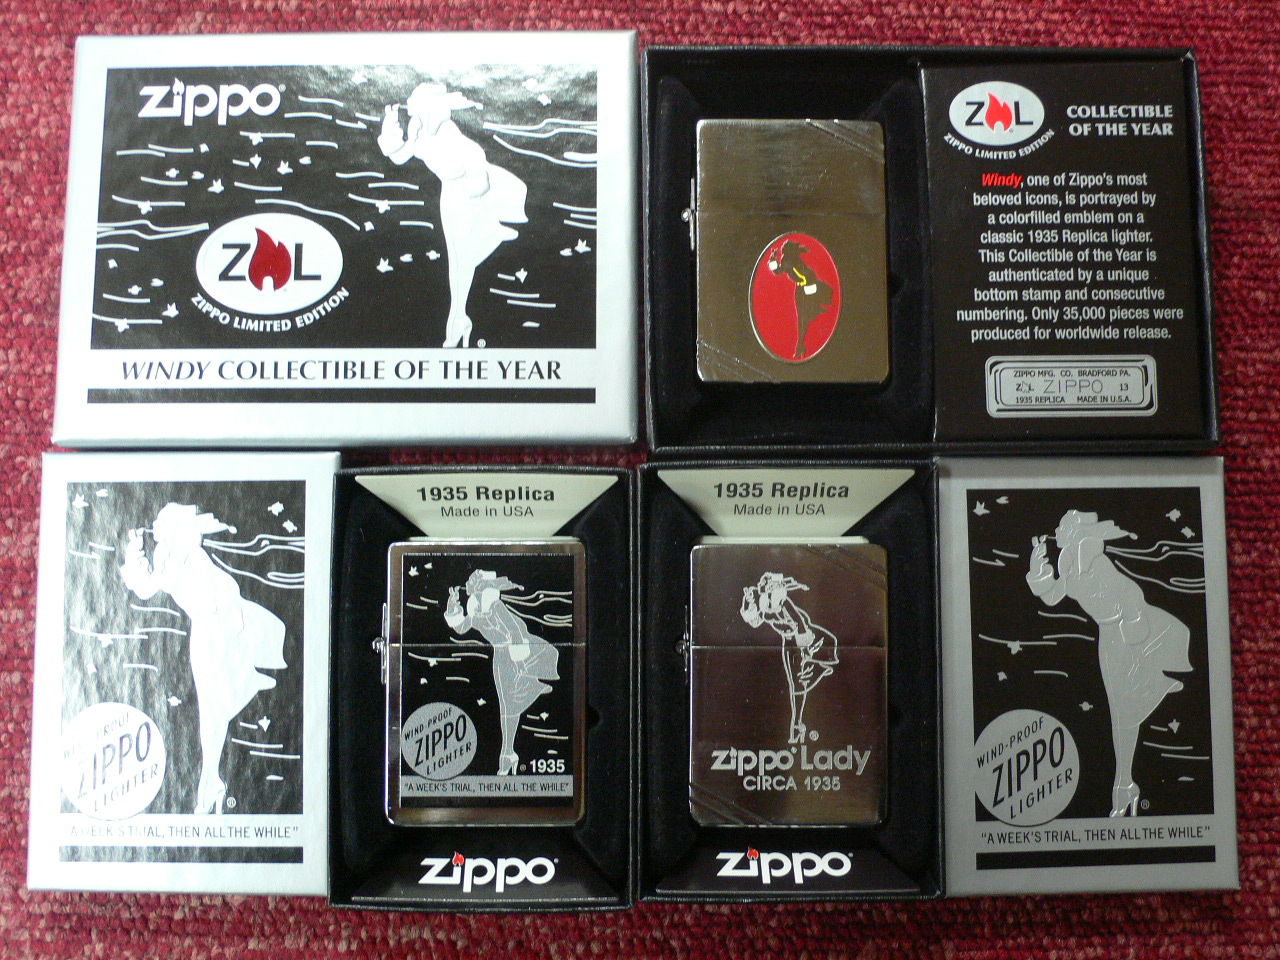 Zippo®
ZL
ZIPPO LIMITED EDITION
®
WINDY COLLECTIBLE OF THE YEAR
ZL
ZIPPO LIMITED EDITION
COLLECTIBLE
OF THE YEAR
Windy, one of Zippo's most
beloved icons, is portrayed by
a colorfilled emblem on a
classic 1935 Replica lighter.
This Collectible of the Year is
authenticated by a unique
bottom stamp and consecutive
numbering. Only 35,000 pieces were
produced for worldwide release.
ZIPPO MFG. CO. BRADFORD PA.
ZL ZIPPO 13
1935 REPLICA MADE IN U.S.A.
WIND-PROOF
ZIPPO
LIGHTER
®
"A WEEK'S TRIAL, THEN ALL THE WHILE"
1935 Replica
Made in USA
WIND-PROOF
ZIPPO
LIGHTER
® 1935
"A WEEK'S TRIAL, THEN ALL THE WHILE"
Zippo®
1935 Replica
Made in USA
®
Zippo® Lady
CIRCA 1935
Zippo®
WIND-PROOF
ZIPPO
LIGHTER
®
"A WEEK'S TRIAL, THEN ALL THE WHILE"